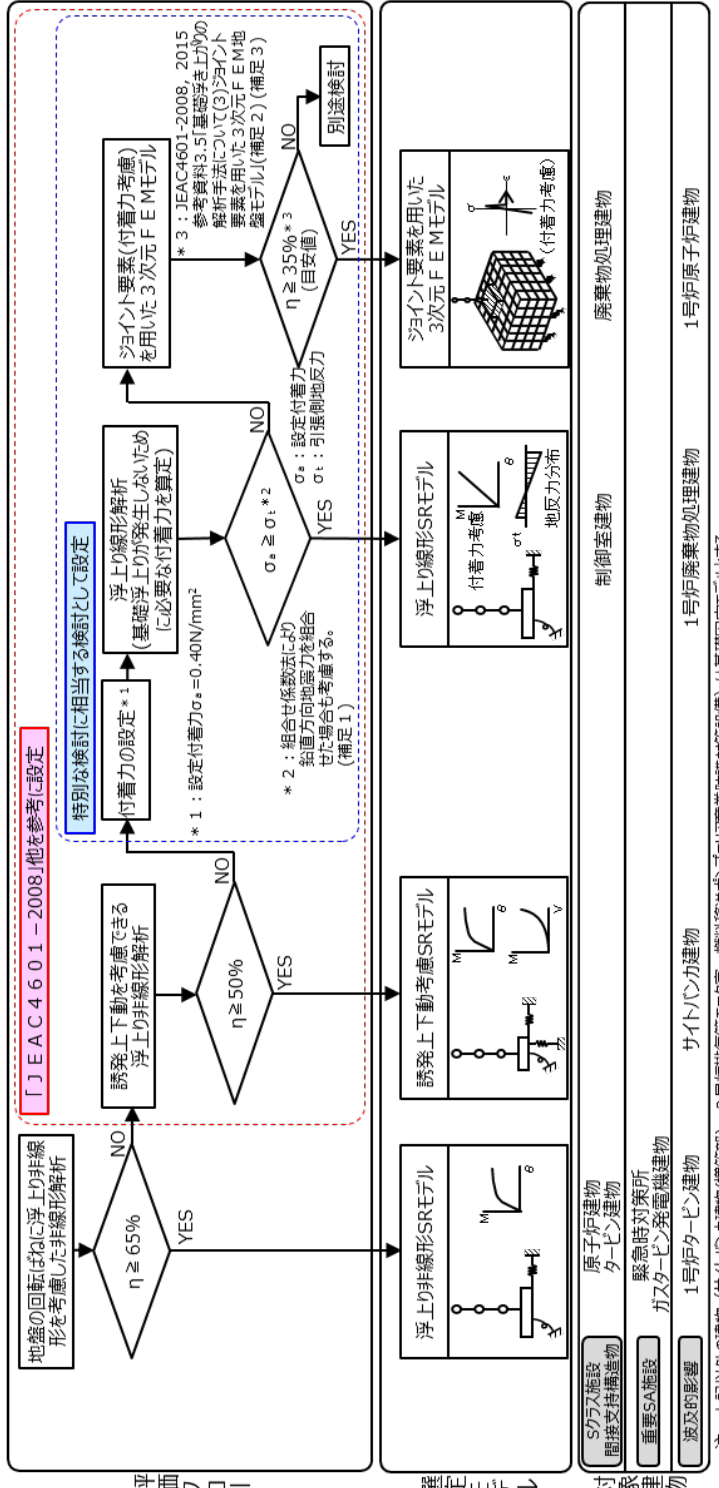 「ＪＥＡＣ４６０１－2008」他を参考に設定
特別な検討に相当する検討として設定
地盤の回転ばねに浮上り非線
形を考慮した非線形解析
η≧65%
NO
YES
誘発上下動を考慮できる
浮上り非線形解析
η≧50%
NO
YES
付着力の設定*1
*1：設定付着力σa=0.40N/mm²
浮上り線形解析
(基礎浮上りが発生しないため
に必要な付着力を算定)
σa≧σt*2
NO
YES
*2：組合せ係数法により
鉛直方向地震力を組合
せた場合も考慮する。
(補足１)
σa：設定付着力
σt：引張側地反力
ジョイント要素(付着力考慮)
を用いた３次元ＦＥＭモデル
η≧35%*3
(目安値)
NO
YES
別途検討
*3：JEAC4601-2008, 2015
参考資料3.5「基礎浮き上がりの
解析手法について(3)ジョイント
要素を用いた３次元ＦＥＭ地
盤モデル」(補足２)(補足３)
浮上り非線形SRモデル
M
θ
誘発上下動考慮SRモデル
M
θ
V
浮上り線形SRモデル
付着力考慮
M
θ
σt
地反力分布
ジョイント要素を用いた
3次元ＦＥＭモデル
σ
ε
(付着力考慮)
Sクラス施設
間接支持構造物
原子炉建物
タービン建物
制御室建物
廃棄物処理建物
重要SA施設
緊急時対策所
ガスタービン発電機建物
波及的影響
1号炉タービン建物
サイトバンカ建物
1号炉廃棄物処理建物
1号炉原子炉建物